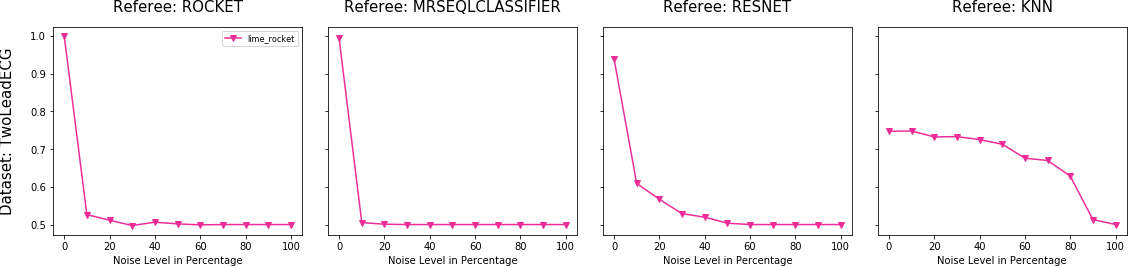 Referee: ROCKET
Referee: MRSEQLCLASSIFIER
Referee: RESNET
Referee: KNN
Dataset: TwoLeadECG
1.0
0.9
0.8
0.7
0.6
0.5
lime_rocket
0 20 40 60 80 100
0 20 40 60 80 100
0 20 40 60 80 100
0 20 40 60 80 100
Noise Level in Percentage
Noise Level in Percentage
Noise Level in Percentage
Noise Level in Percentage